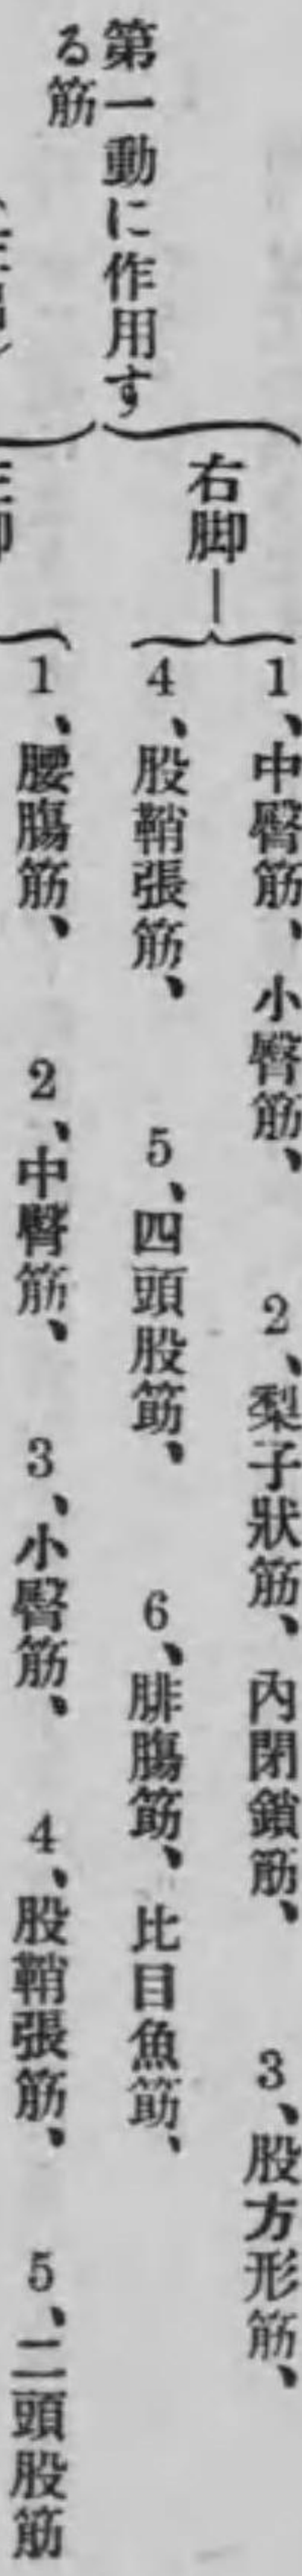 第一動に作用す
る筋
右脚―
1、中臀筋、小臀筋、 2、梨子狀筋、內閉鎖筋、 3、股方形筋、
4、股鞘張筋、 5、四頭股筋、 6、腓腸筋、比目魚筋、
1、腰腸筋、 2、中臀筋、 3、小臀筋、 4、股鞘張筋、 5、二頭股筋